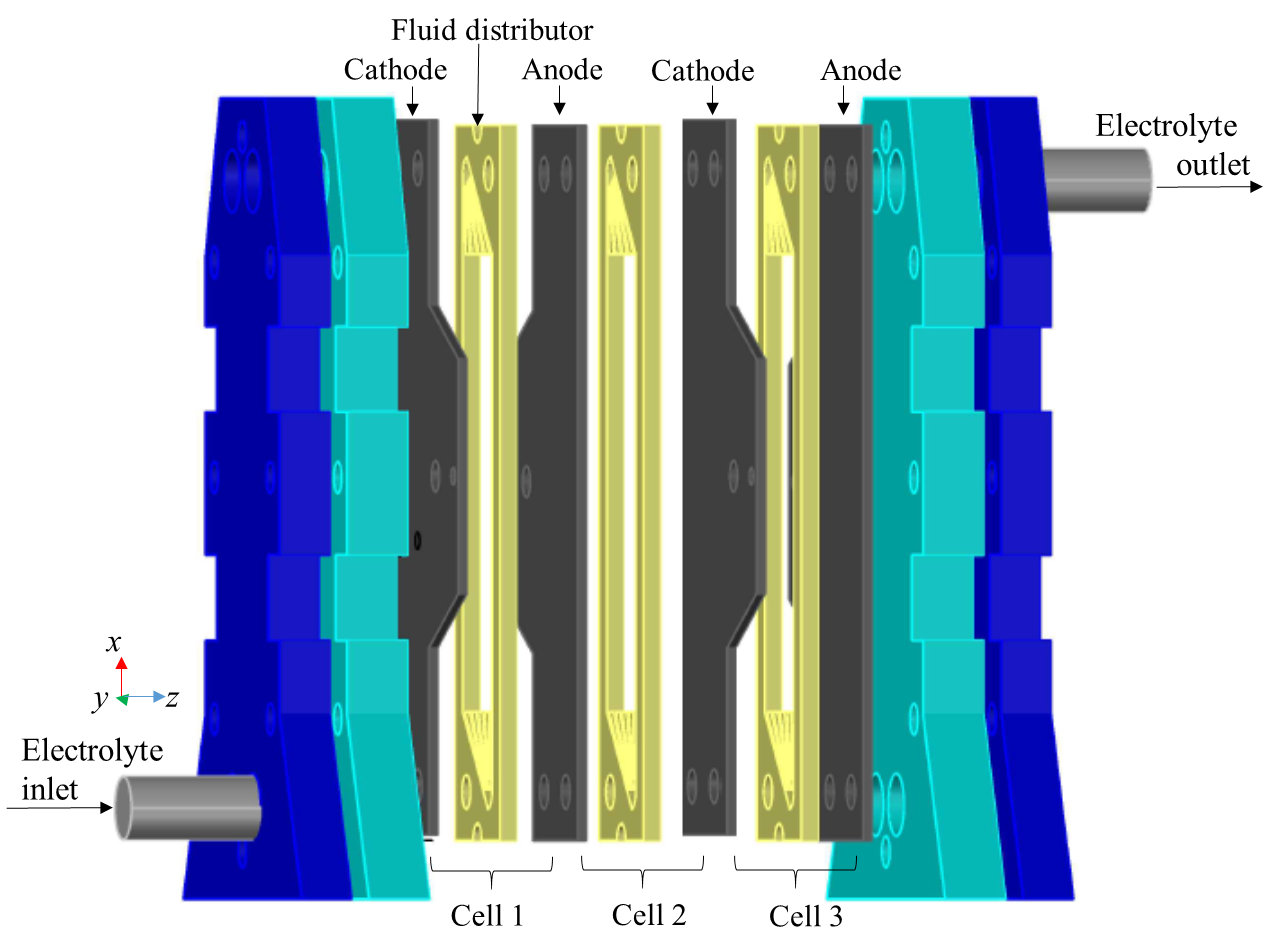 Fluid distributor
Cathode
Anode
Cathode
Anode
Electrolyte
outlet
x
y
z
Electrolyte
inlet
Cell 1
Cell 2
Cell 3